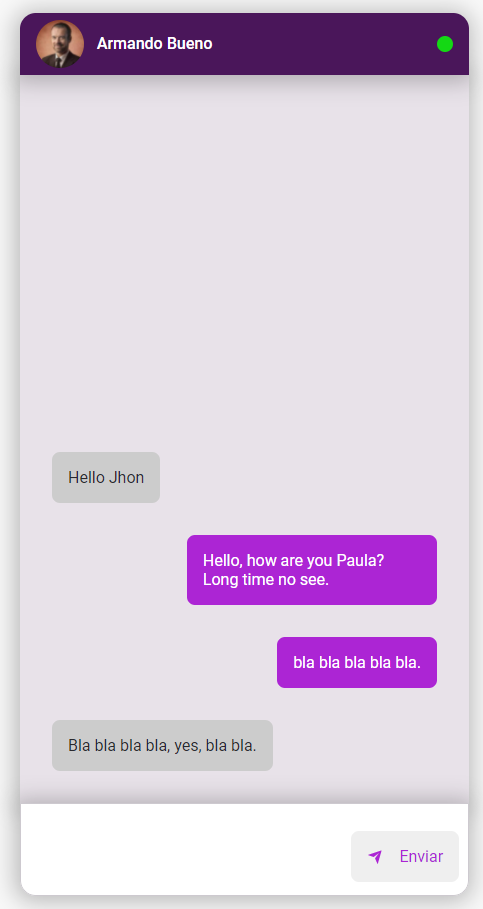 Armando Bueno
Hello Jhon
Hello, how are you Paula?
Long time no see.
bla bla bla bla bla.
Bla bla bla bla, yes, bla bla.
Enviar